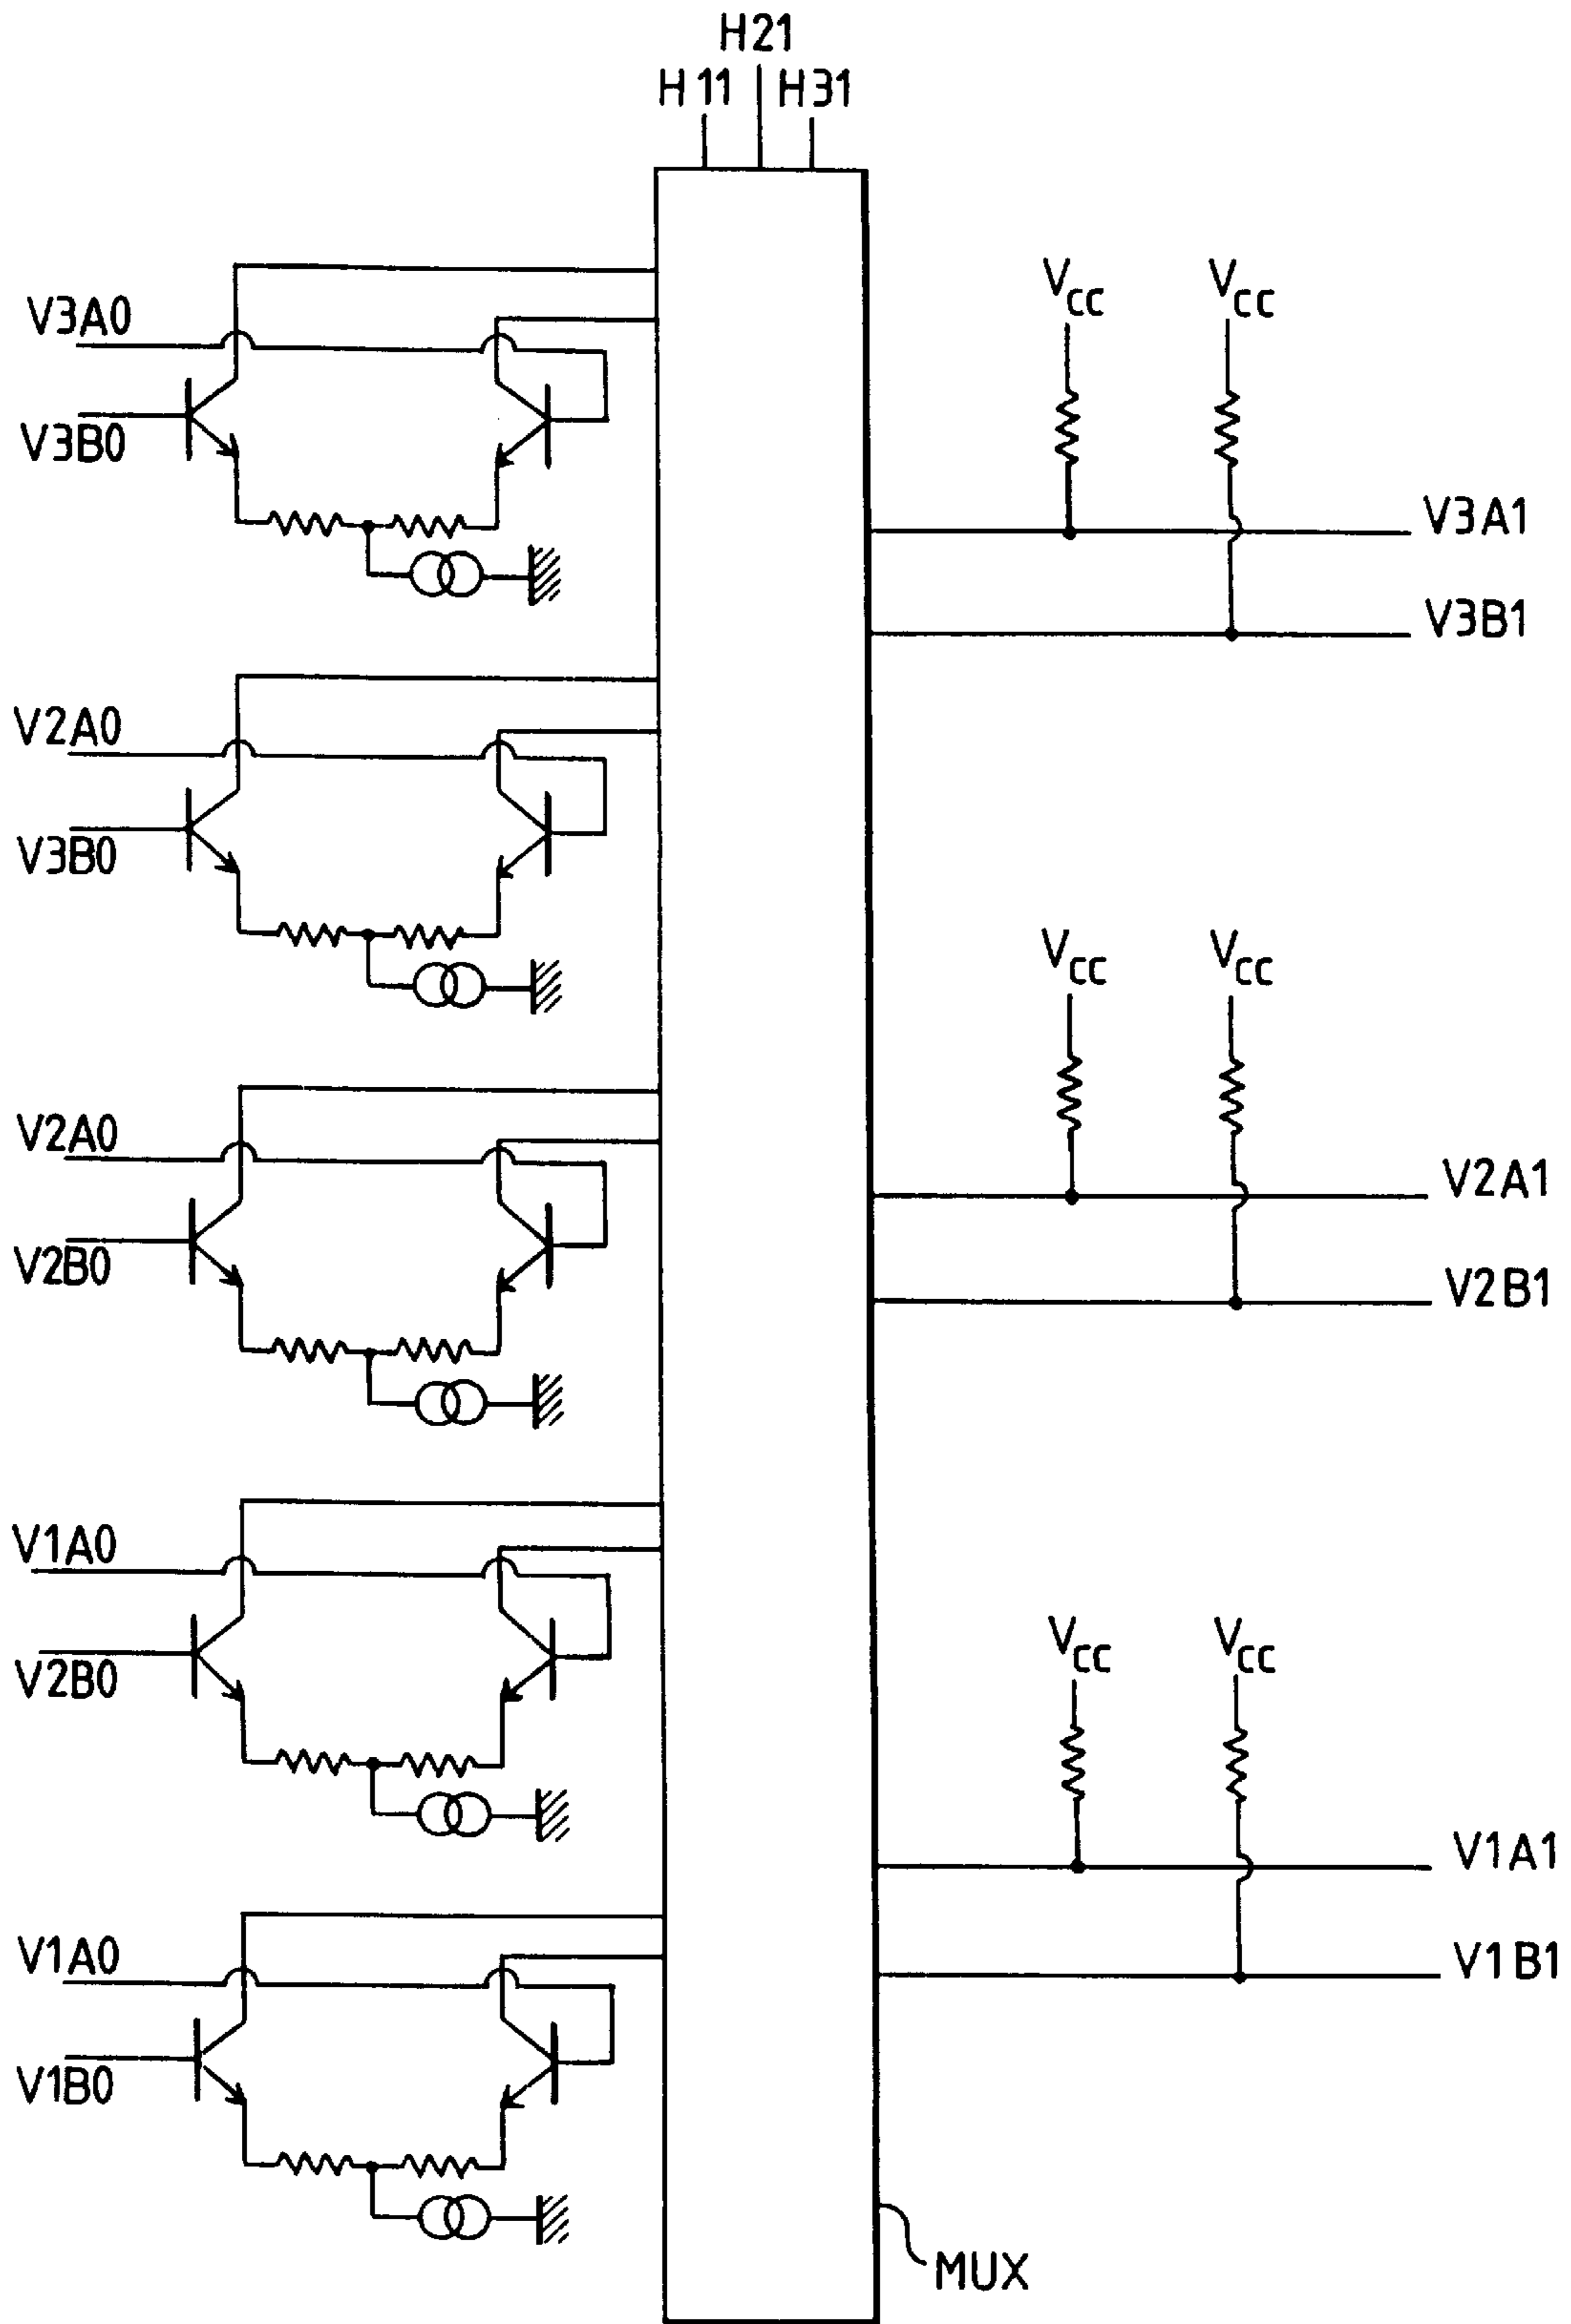 H21
H11 H31
V3A0
V3B0
VCC VCC
V3A1
V3B1
V2A0
V3B0
VCC VCC
V2A0
V2B0
V2A1
V2B1
V1A0
V2B0
VCC VCC
V1A1
V1A0
V1B1
V1B0
MUX